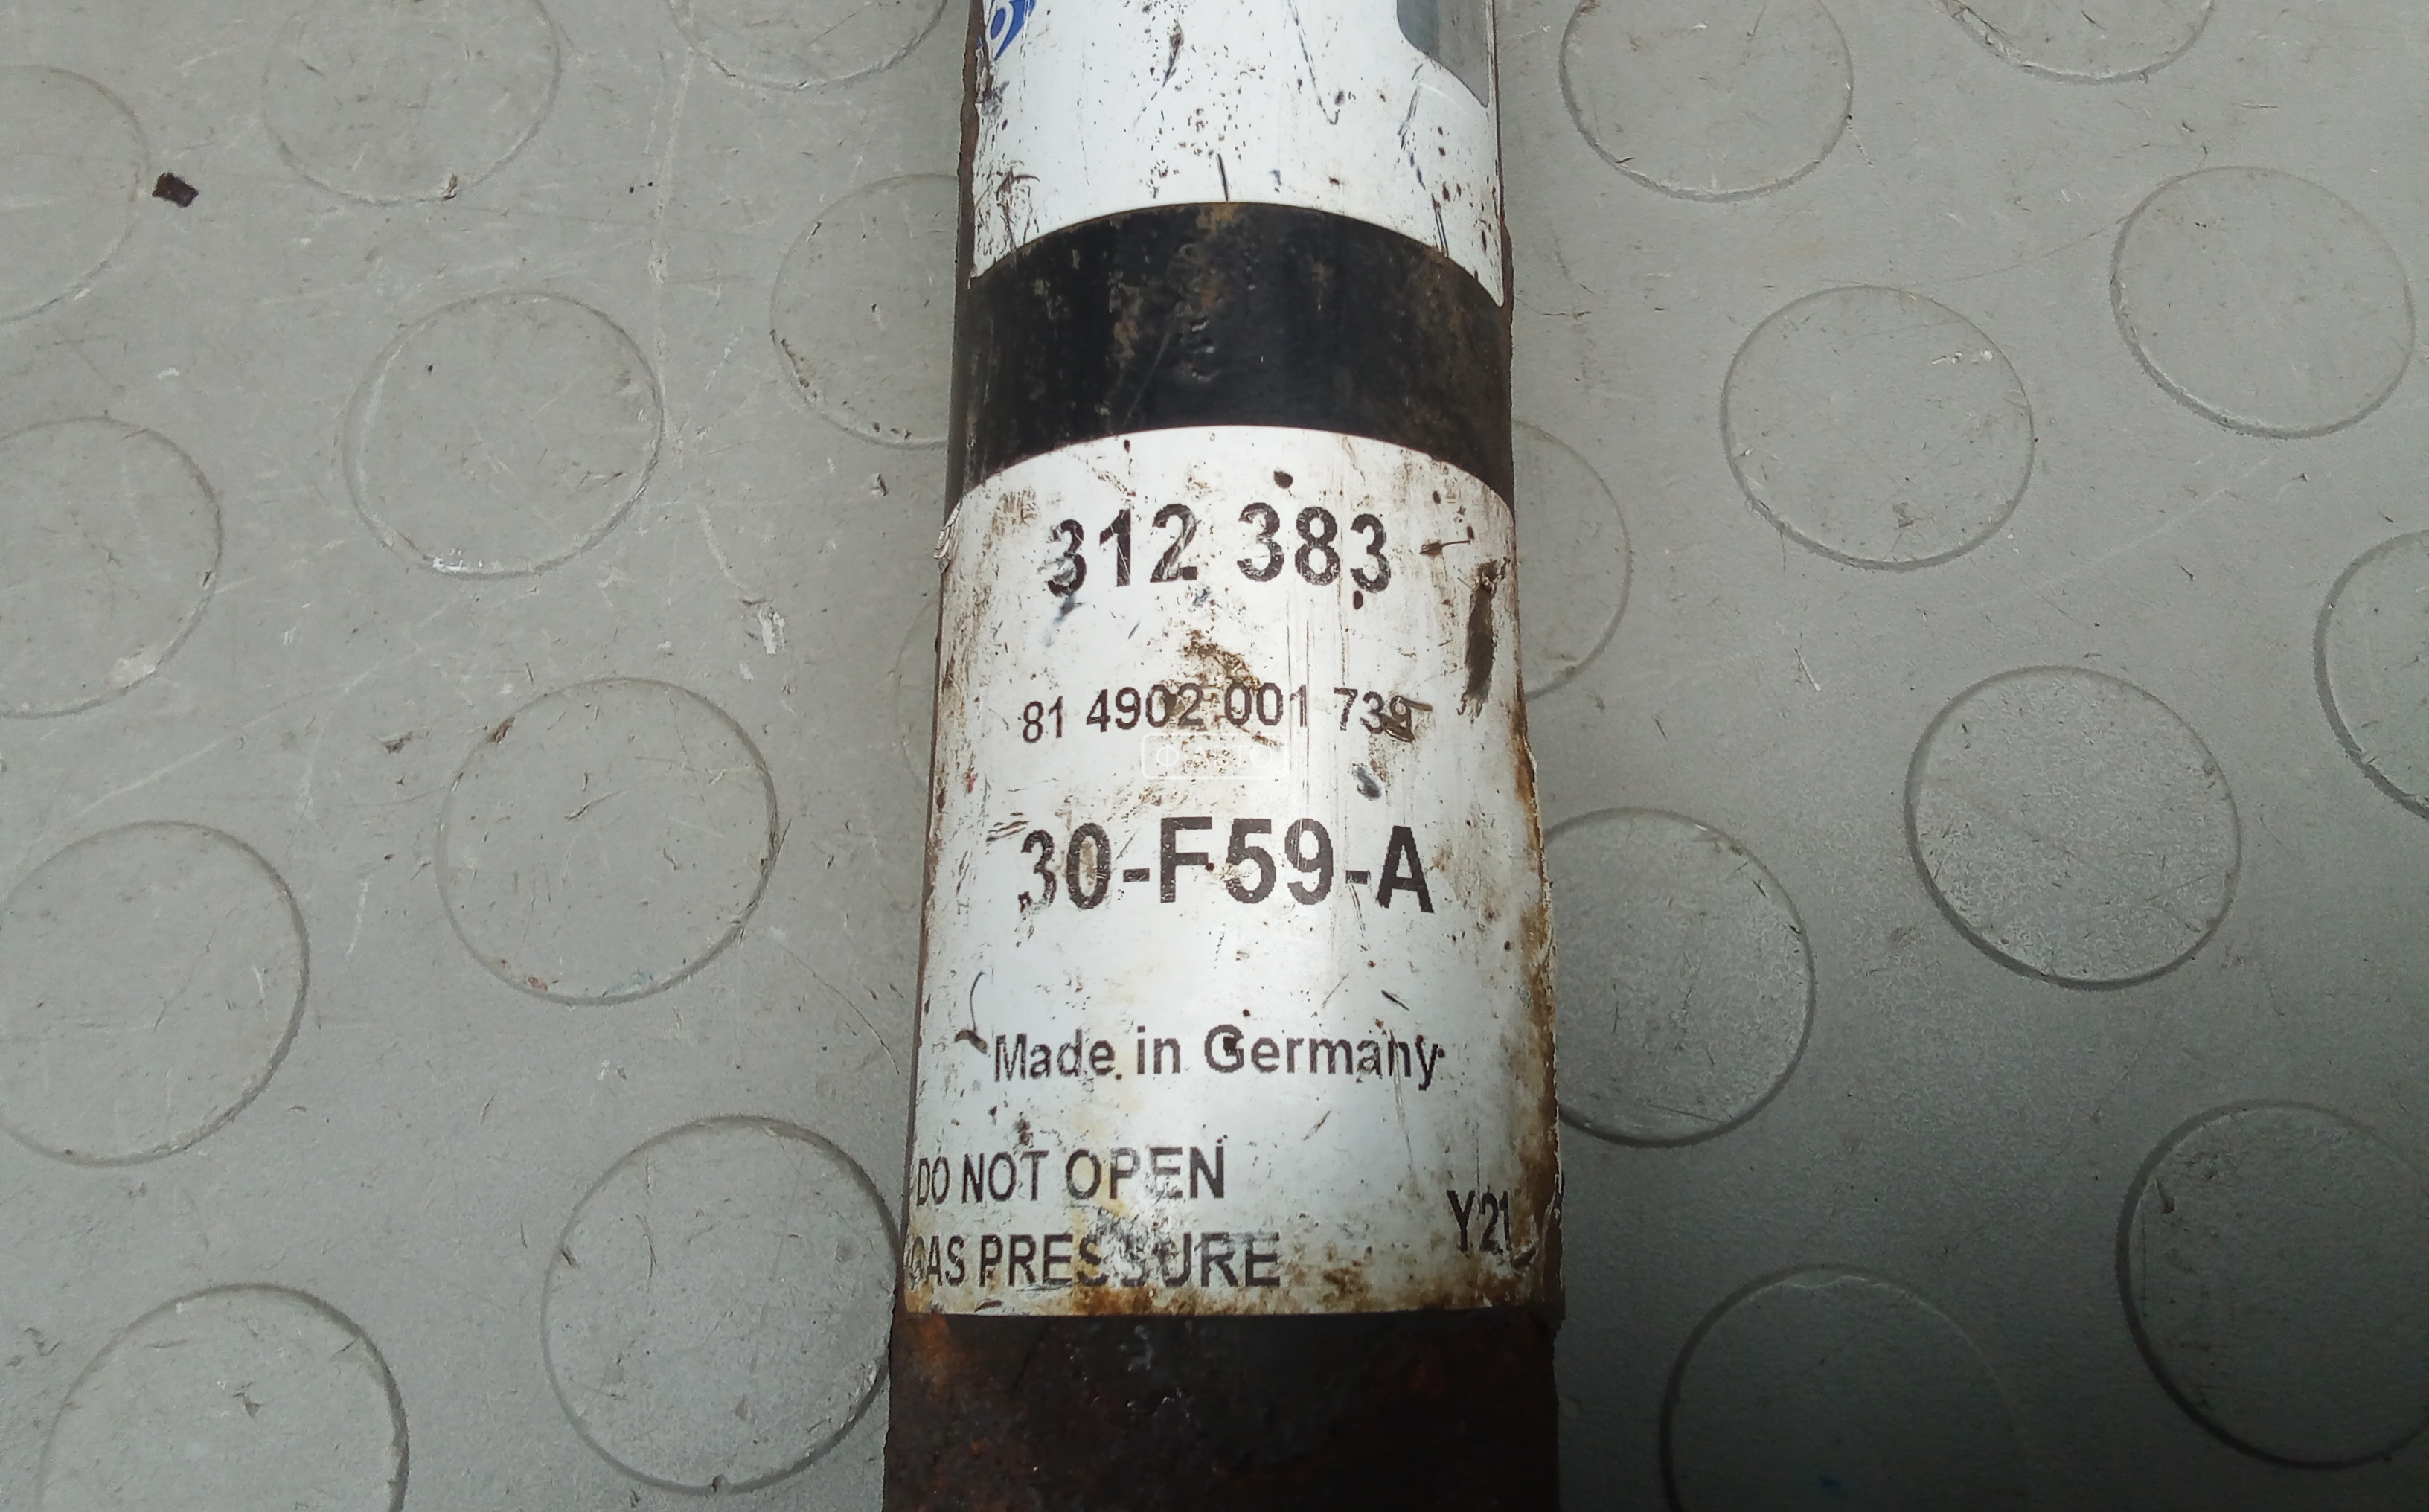 312 383
81 4902 001 739
30-F59-A
Made in Germany
DO NOT OPEN
GAS PRESSURE
Y21